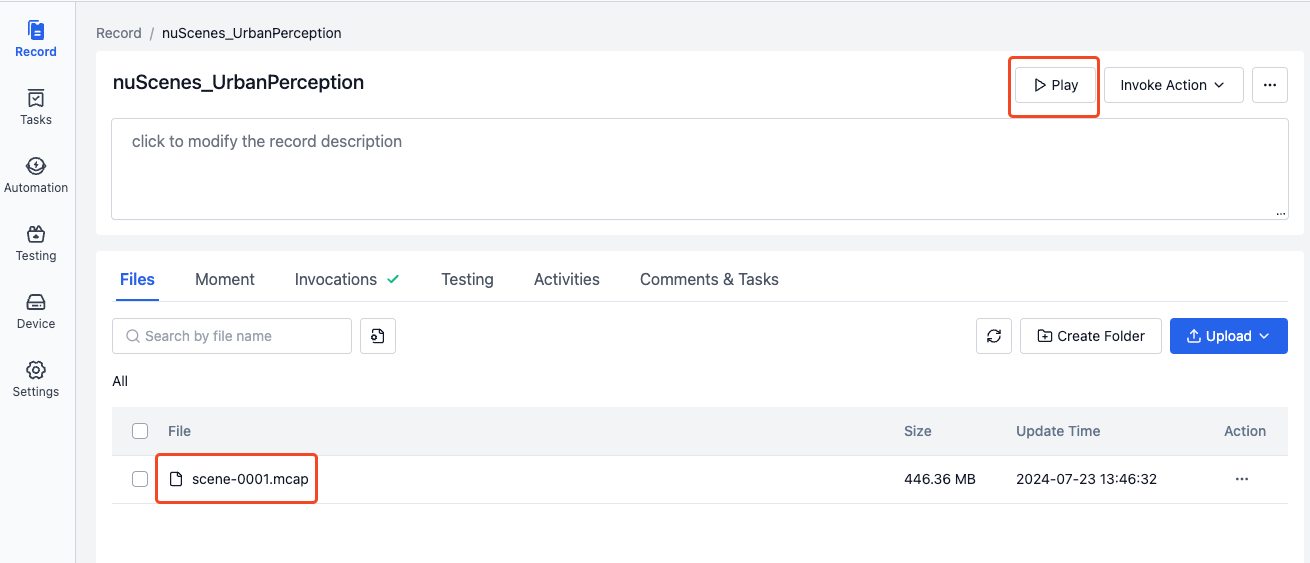 Record
Tasks
Automation
Testing
Device
Settings
Record / nuScenes_UrbanPerception
nuScenes_UrbanPerception
Play
Invoke Action
...
click to modify the record description
...
Files Moment Invocations Testing Activities Comments & Tasks
Search by file name
Create Folder
Upload
All
File Size Update Time Action
scene-0001.mcap 446.36 MB 2024-07-23 13:46:32 ...